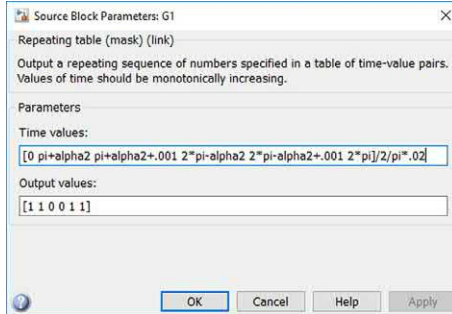 Source Block Parameters: G1
Repeating table (mask) (link)
Output a repeating sequence of numbers specified in a table of time-value pairs.
Values of time should be monotonically increasing.
Parameters
Time values:
[0 pi+alpha2 pi+alpha2+.001 2*pi-alpha2 2*pi-alpha2+.001 2*pi]/2/pi*.02
Output values:
[1 1 0 0 1 1]
OK Cancel Help Apply